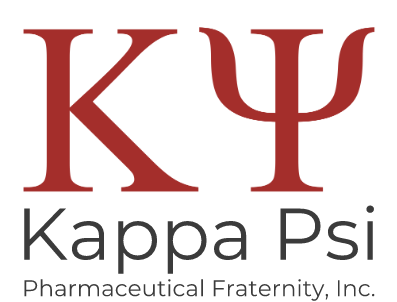 ΚΨ
Kappa Psi
Pharmaceutical Fraternity, Inc.